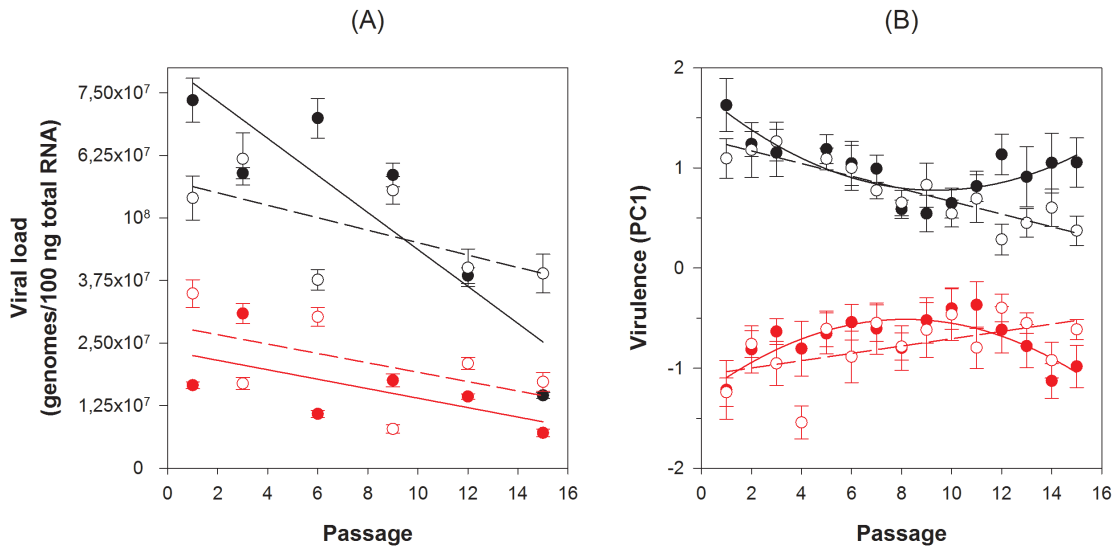 (A)
(B)
Viral load
(genomes/100 ng total RNA)
7,50x10⁷
6,25x10⁷
10⁸
3,75x10⁷
2,50x10⁷
1,25x10⁷
0
0 2 4 6 8 10 12 14 16
Passage
Virulence (PC1)
2
1
0
-1
-2
0 2 4 6 8 10 12 14 16
Passage